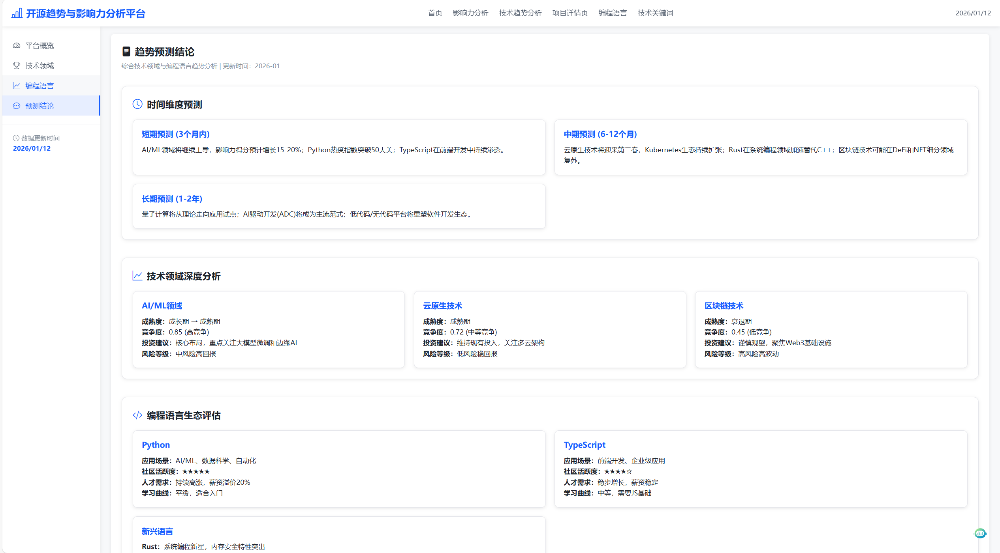 开源趋势与影响力分析平台
首页 影响力分析 技术趋势分析 项目详情页 编程语言 技术关键词
2026/01/12
平台概览
技术领域
编程语言
预测结论
数据更新时间
2026/01/12
趋势预测结论
综合技术领域与编程语言趋势分析 | 更新时间：2026-01
时间维度预测
短期预测 (3个月内)
AI/ML领域将继续主导，影响力得分预计增长15-20%；Python热度指数突破50大关；TypeScript在前端开发中持续渗透。
中期预测 (6-12个月)
云原生技术将迎来第二春，Kubernetes生态持续扩张；Rust在系统编程领域加速替代C++；区块链技术可能在DeFi和NFT细分领域
复苏。
长期预测 (1-2年)
量子计算将从理论走向应用试点；AI驱动开发(ADC)将成为主流范式；低代码/无代码平台将重塑软件开发生态。
技术领域深度分析
AI/ML领域
成熟度：成长期 → 成熟期
竞争度：0.85 (高竞争)
投资建议：核心布局，重点关注大模型微调和边缘AI
风险等级：中风险高回报
云原生技术
成熟度：成熟期
竞争度：0.72 (中等竞争)
投资建议：维持现有投入，关注多云架构
风险等级：低风险稳回报
区块链技术
成熟度：衰退期
竞争度：0.45 (低竞争)
投资建议：谨慎观望，聚焦Web3基础设施
风险等级：高风险高波动
编程语言生态评估
Python
应用场景：AI/ML、数据科学、自动化
社区活跃度：★★★★★
人才需求：持续高涨，薪资溢价20%
学习曲线：平缓，适合入门
TypeScript
应用场景：前端开发、企业级应用
社区活跃度：★★★★☆
人才需求：稳步增长，薪资稳定
学习曲线：中等，需要JS基础
新兴语言
Rust：系统编程新星，内存安全特性突出